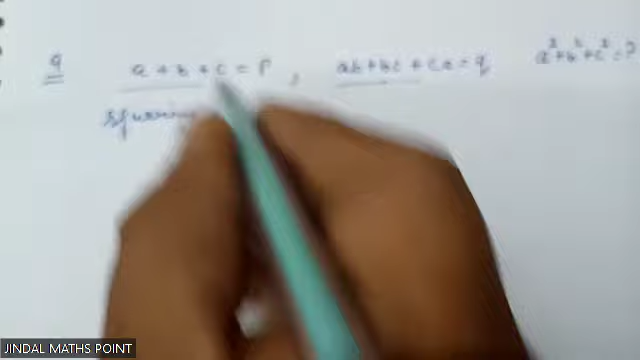 Q a + b + c = p , ab + bc + ca = q a² + b² + c² = ?
JINDAL MATHS POINT